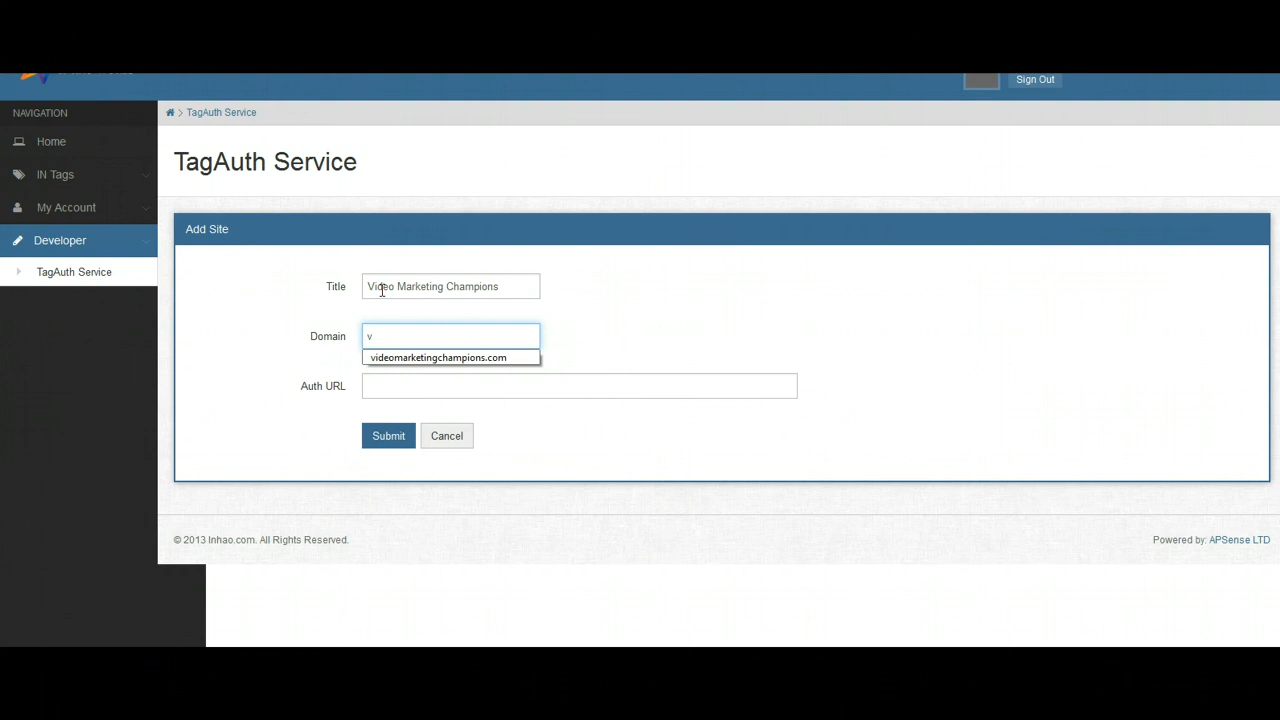 Sign Out
NAVIGATION
TagAuth Service
Home
IN Tags
My Account
Developer
TagAuth Service
TagAuth Service
Add Site
Title
Video Marketing Champions
Domain
v
videomarketingchampions.com
Auth URL
Submit
Cancel
© 2013 Inhao.com. All Rights Reserved.
Powered by: APSense LTD